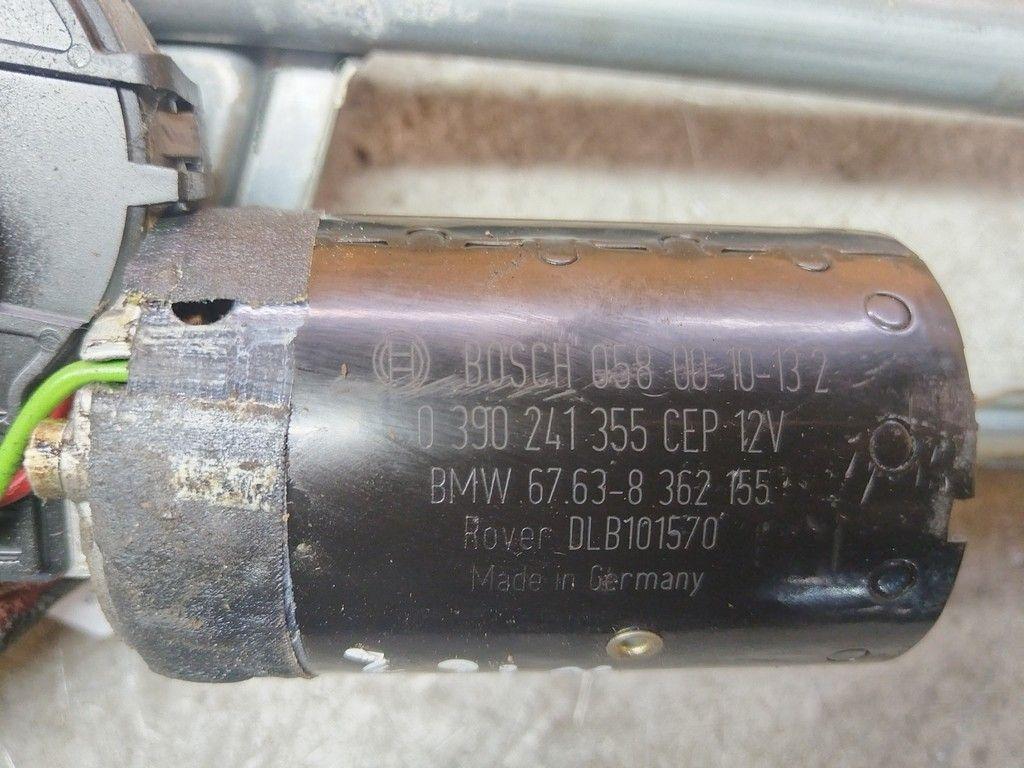 BOSCH 058 00-10-13 2
0 390 241 355 CEP 12V
BMW 67.63-8 362 155
Rover DLB101570
Made in Germany